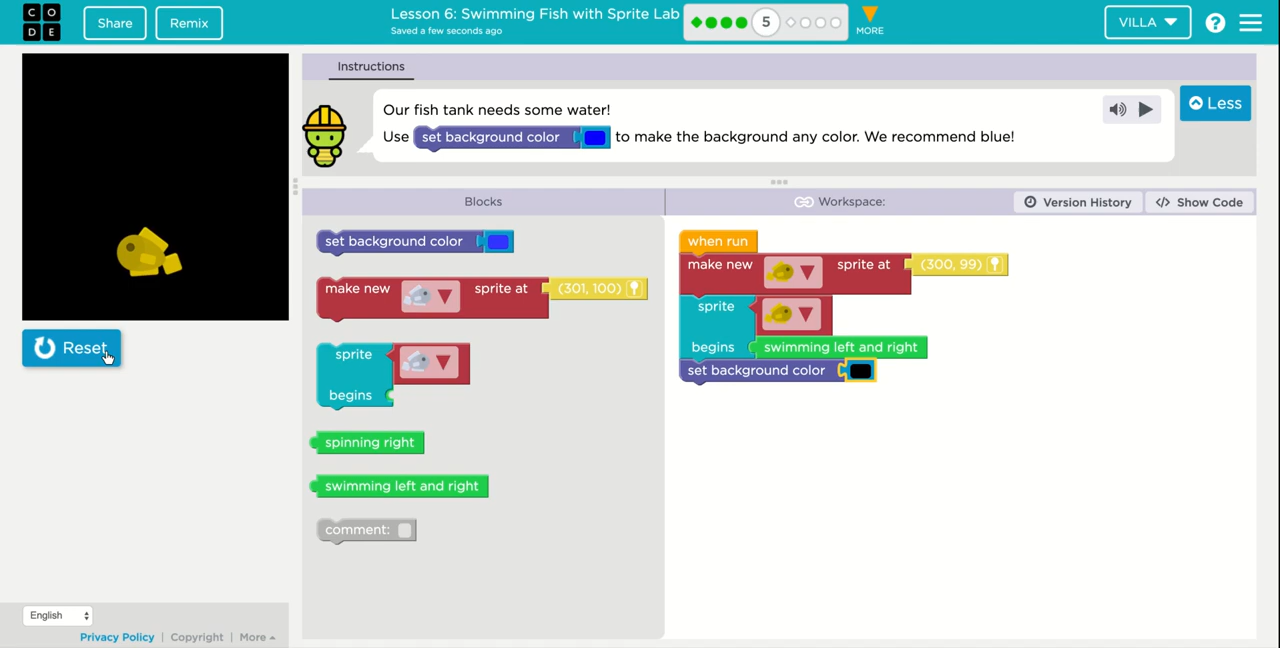 C O
D E
Share
Remix
Lesson 6: Swimming Fish with Sprite Lab
Saved a few seconds ago
5
MORE
VILLA
?
Instructions
Our fish tank needs some water!
Use set background color to make the background any color. We recommend blue!
Less
Blocks
Workspace:
Version History
</> Show Code
set background color
make new sprite at (301, 100)
sprite
begins
spinning right
swimming left and right
comment:
when run
make new sprite at (300, 99)
sprite
begins swimming left and right
set background color
Reset
English
Privacy Policy | Copyright | More